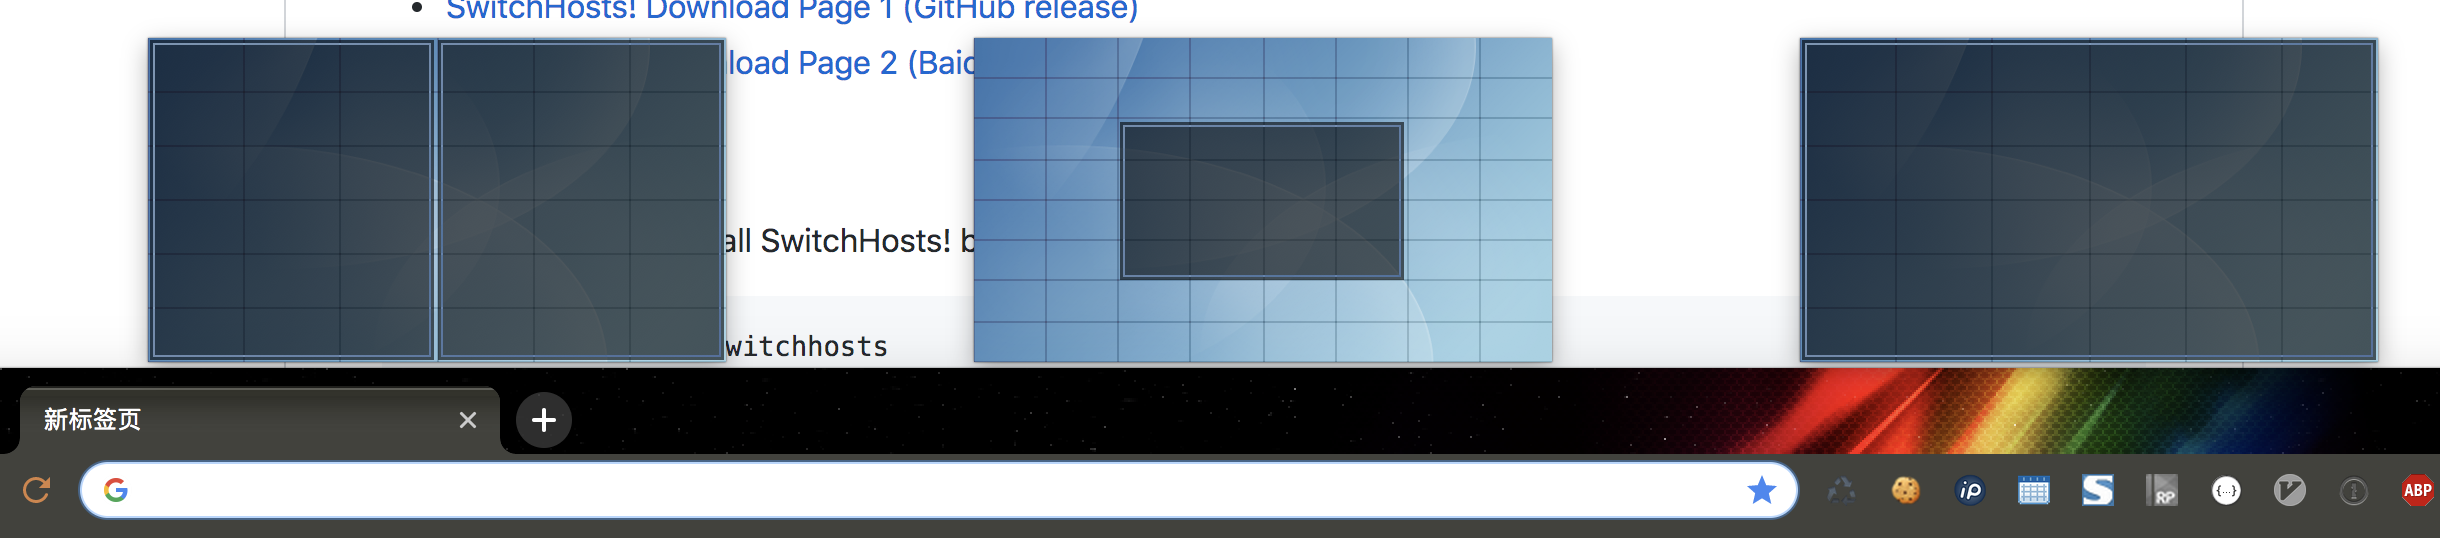 SwitchHosts! Download Page 1 (GitHub release)
load Page 2 (Baid
all SwitchHosts! b
witchhosts
新标签页
iP
S
RP
{...}
ABP